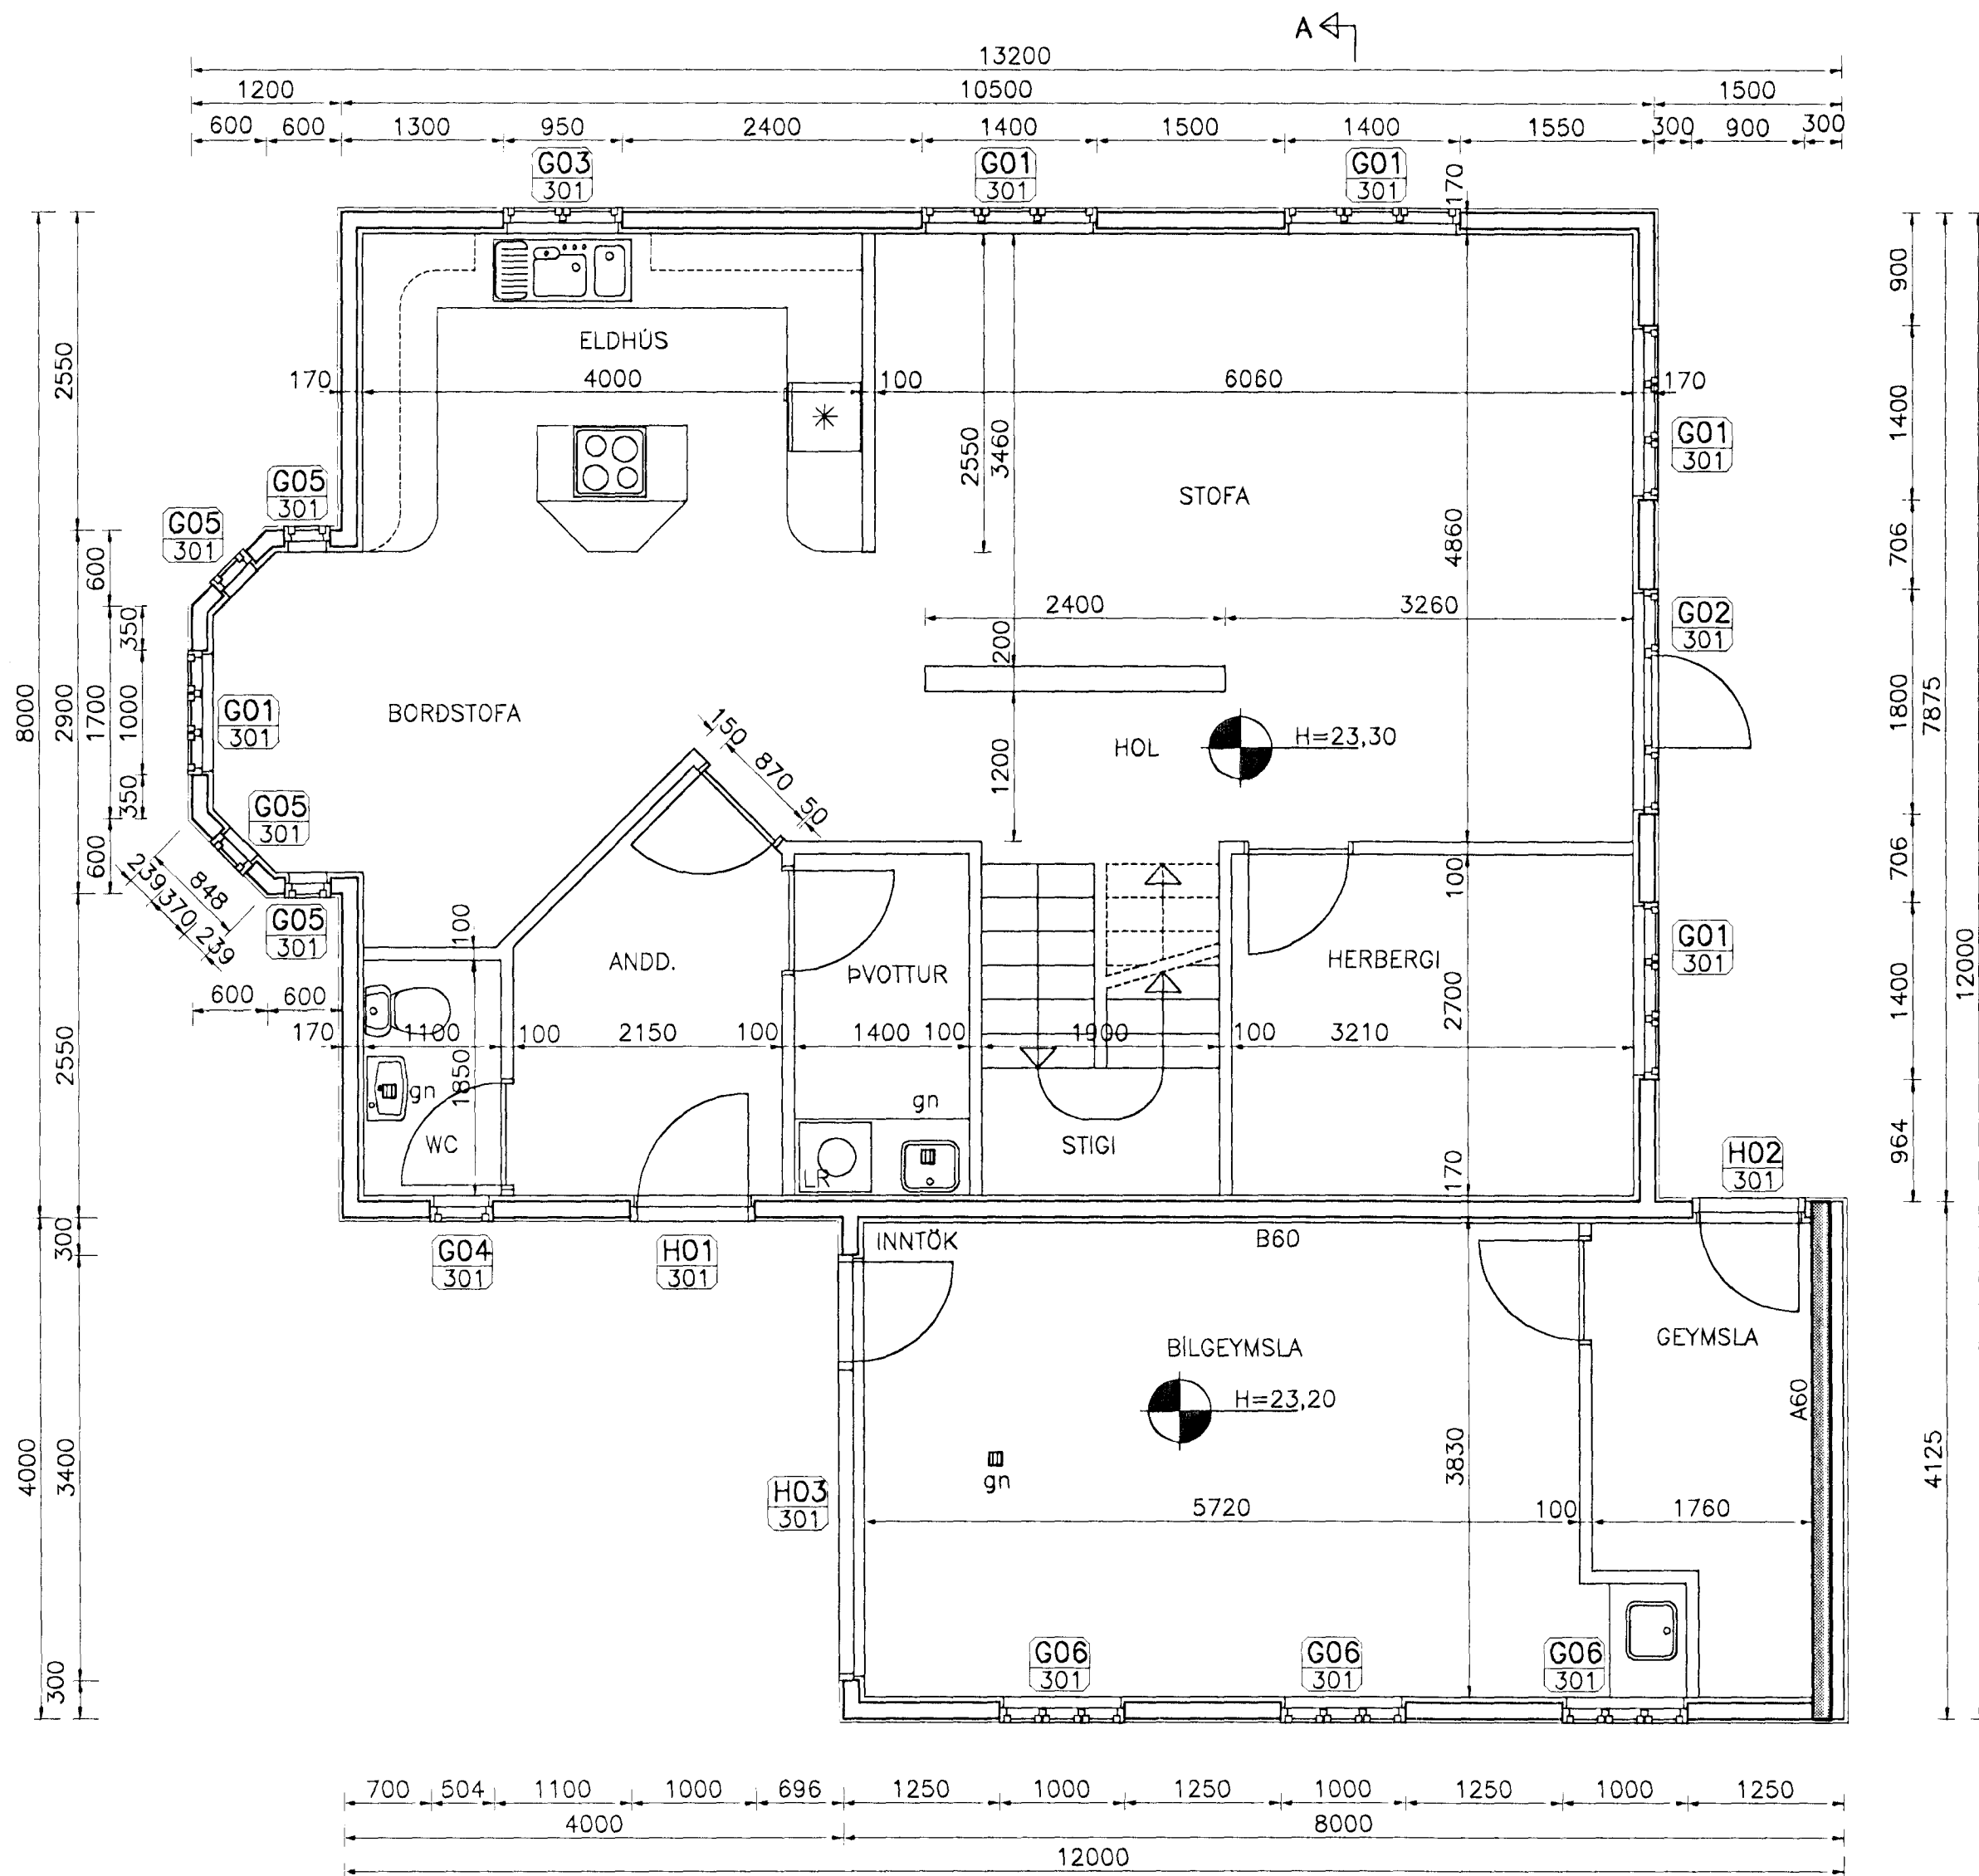 A
13200
1200 10500 1500
600 600 1300 950 2400 1400 1500 1400 1550 300 900 300
G03
301
G01
301
G01
301
170
ELDHÚS
170 4000 100 6060 170
2550
3460
4860
STOFA
900
1400
706
1800
706
1400
964
7875
4125
12000
G01
301
G02
301
G01
301
H02
301
8000
4000
2550
2900
2550
300
3400
300
600
1700
600
350
1000
350
G05
301
G05
301
G01
301
G05
301
G05
301
239
370
239
848
600 600
BORÐSTOFA
2400 3260
200
1200
HOL
H=23,30
150
870
50
100
ANDD.
ÞVOTTUR
HERBERGI
100
2700
170
170 1100 100 2150 100 1400 100 1900 100 3210
1850
gn
WC
gn
LR
STIGI
G04
301
H01
301
INNTÖK
B60
BÍLGEYMSLA
GEYMSLA
H=23,20
A60
gn
3830
H03
301
5720 100 1760
G06
301
G06
301
G06
301
700 504 1100 1000 696 1250 1000 1250 1000 1250 1000 1250
4000 8000
12000